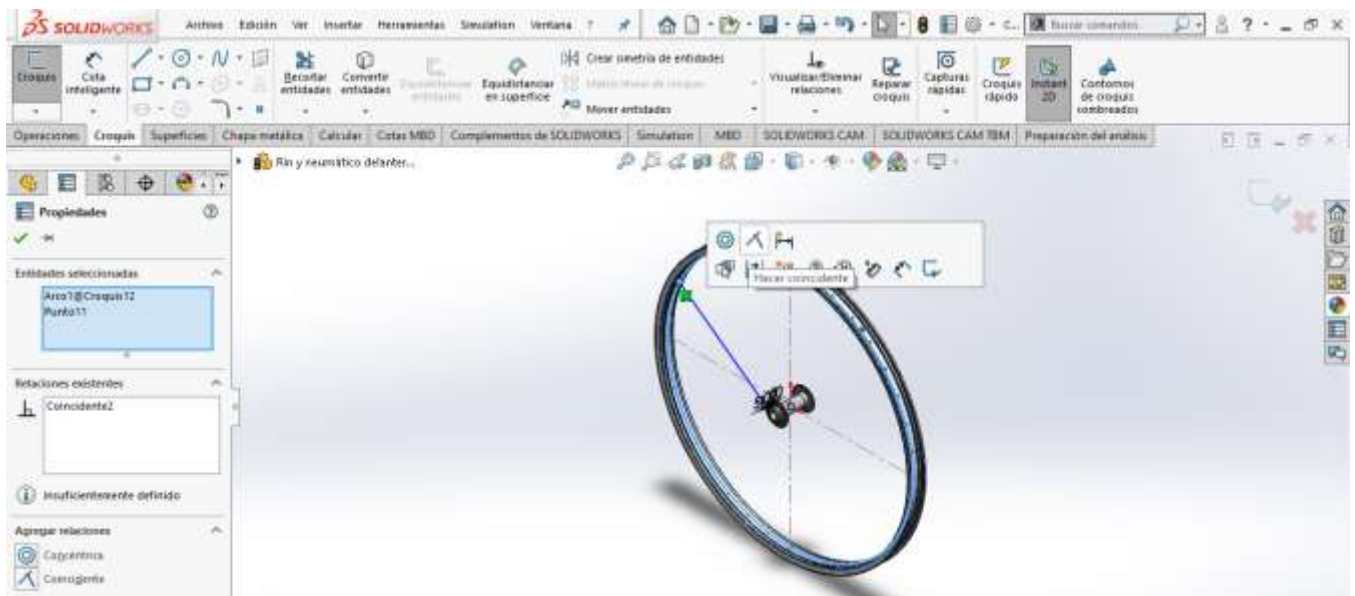 SOLIDWORKS
Archivo Edición Ver Insertar Herramientas Simulation Ventana ?
Buscar comandos
Croquis
Cota inteligente
Recortar entidades
Convertir entidades
Equidistanciar en superficie
Crear simetría de entidades
Mover entidades
Visualizar/Eliminar relaciones
Reparar croquis
Capturas rápidas
Croquis rápido
Instant 2D
Contornos de croquis sombreados
Operaciones Croquis Superficies Chapa metálica Calcular Cotas MBD Complementos de SOLIDWORKS Simulation MBD SOLIDWORKS CAM SOLIDWORKS CAM TBM Preparación del análisis
Rin y neumático delanter...
Propiedades
Entidades seleccionadas
Arco1@Croquis12
Punto11
Relaciones existentes
Coincidente2
Insuficientemente definido
Agregar relaciones
Concéntrica
Coincidente
Hacer coincidente